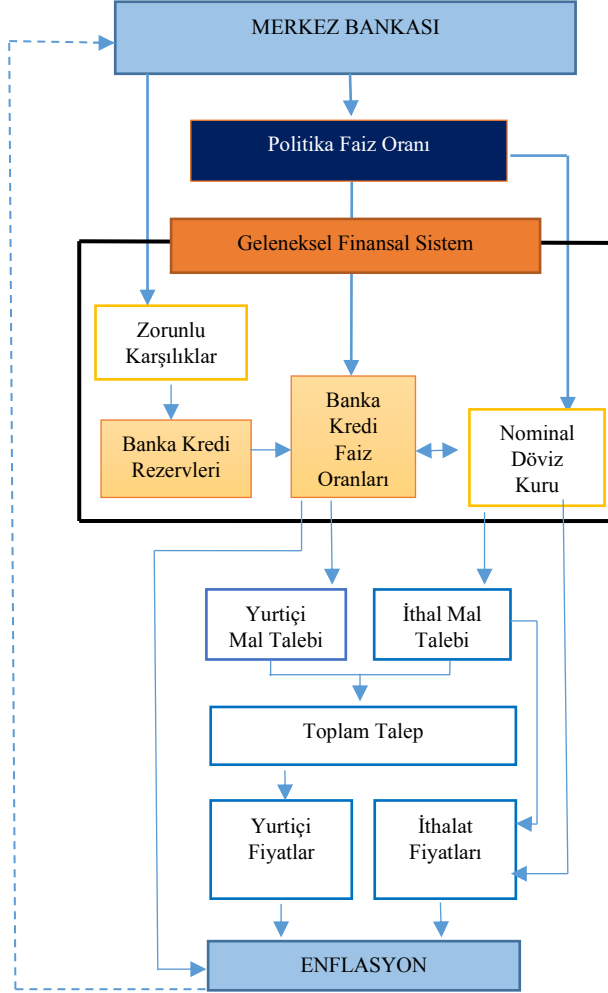 MERKEZ BANKASI
Politika Faiz Oranı
Geleneksel Finansal Sistem
Zorunlu
Karşılıklar
Banka Kredi
Rezervleri
Banka
Kredi
Faiz
Oranları
Nominal
Döviz
Kuru
Yurtiçi
Mal Talebi
İthal Mal
Talebi
Toplam Talep
Yurtiçi
Fiyatlar
İthalat
Fiyatları
ENFLASYON